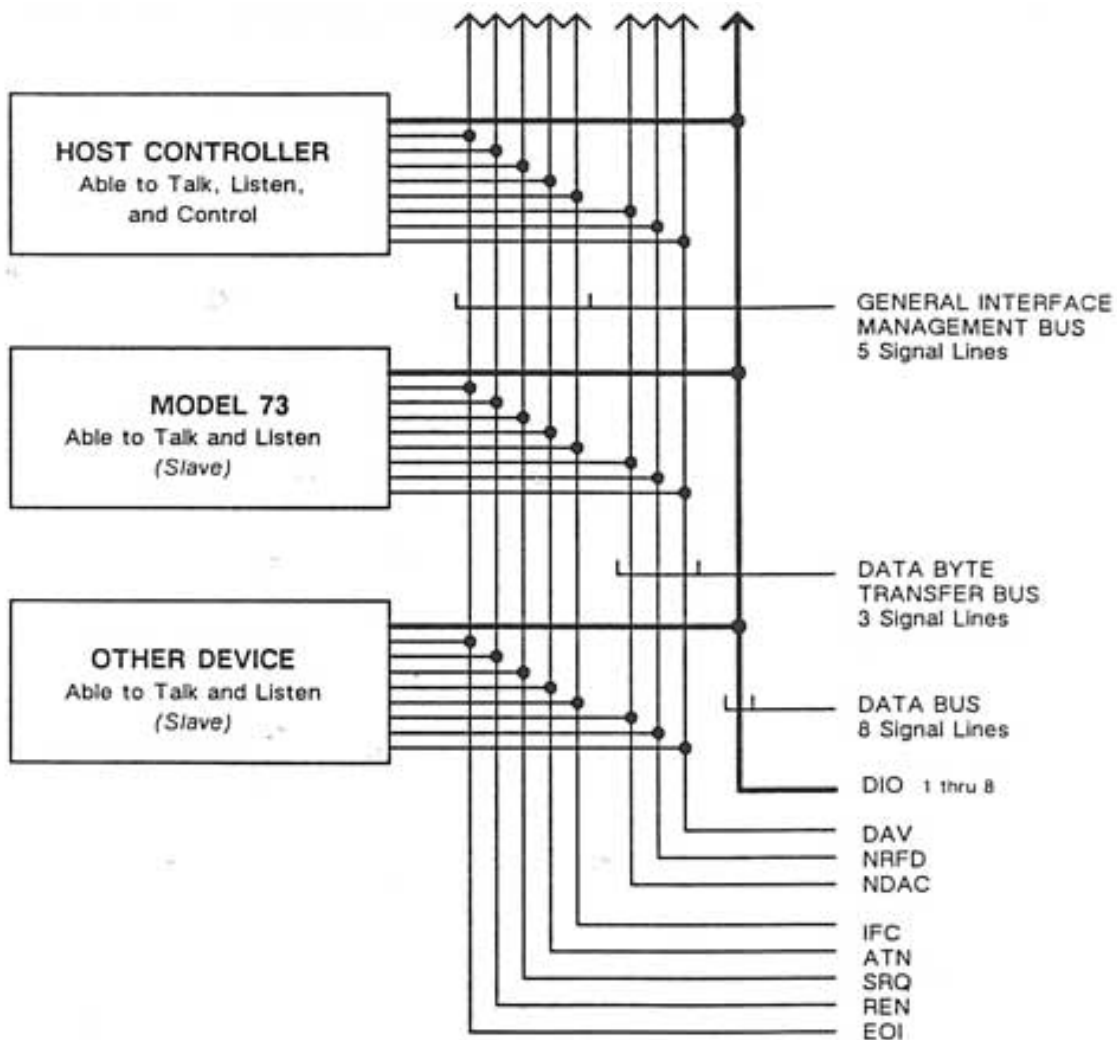 HOST CONTROLLER
Able to Talk, Listen,
and Control
GENERAL INTERFACE
MANAGEMENT BUS
5 Signal Lines
MODEL 73
Able to Talk and Listen
(Slave)
DATA BYTE
TRANSFER BUS
3 Signal Lines
OTHER DEVICE
Able to Talk and Listen
(Slave)
DATA BUS
8 Signal Lines
DIO 1 thru 8
DAV
NRFD
NDAC
IFC
ATN
SRQ
REN
EOI